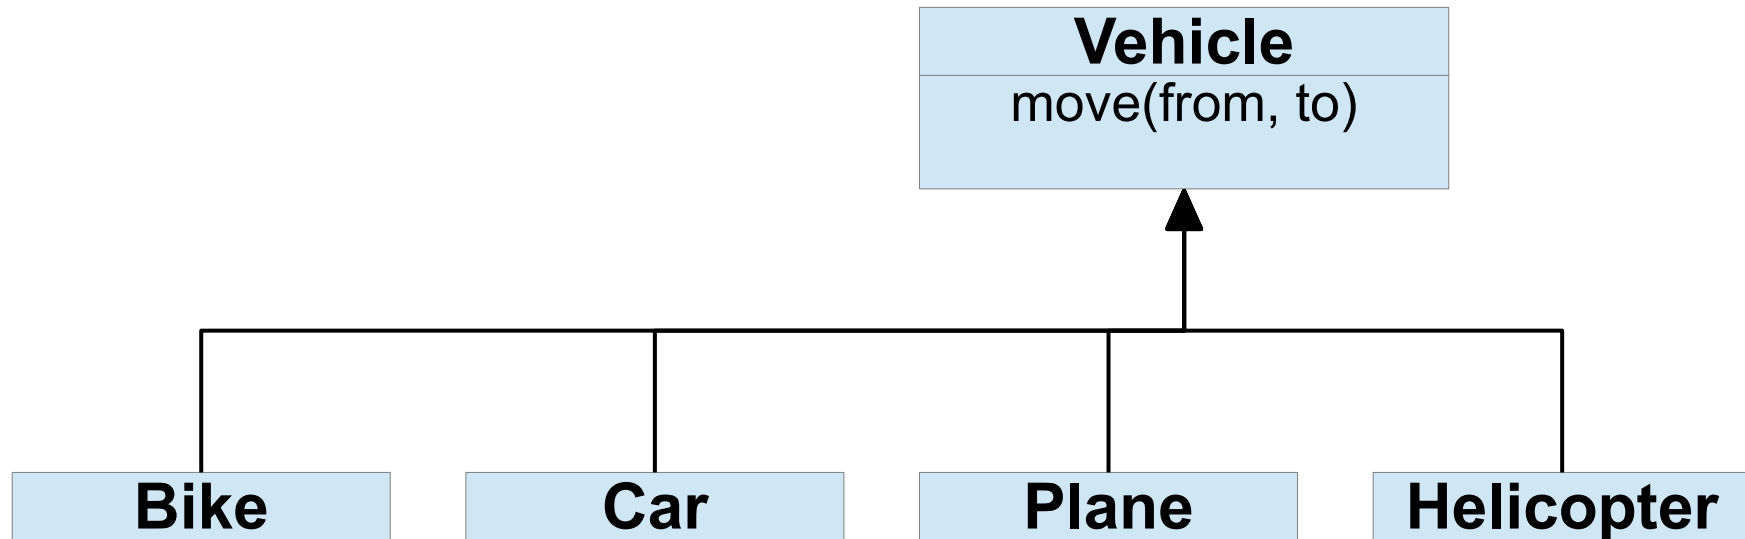 Vehicle
move(from, to)
Bike
Car
Plane
Helicopter